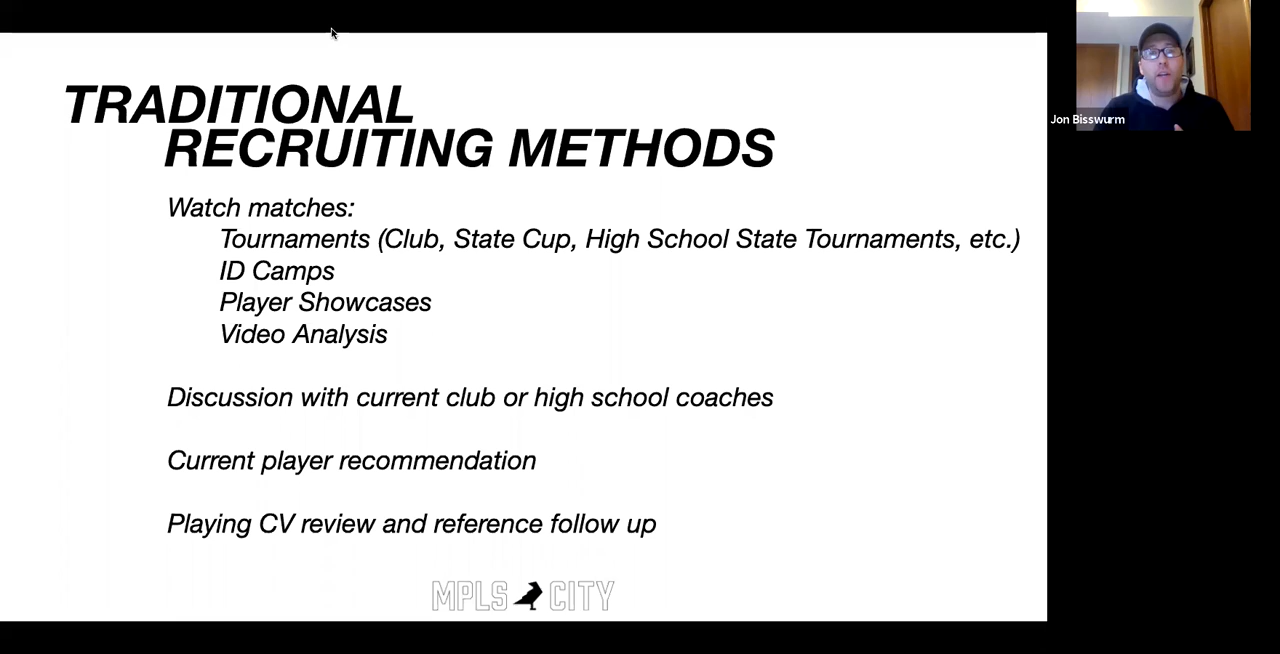 TRADITIONAL
RECRUITING METHODS
Watch matches:
Tournaments (Club, State Cup, High School State Tournaments, etc.)
ID Camps
Player Showcases
Video Analysis
Discussion with current club or high school coaches
Current player recommendation
Playing CV review and reference follow up
MPLS CITY
Jon Bisswurm